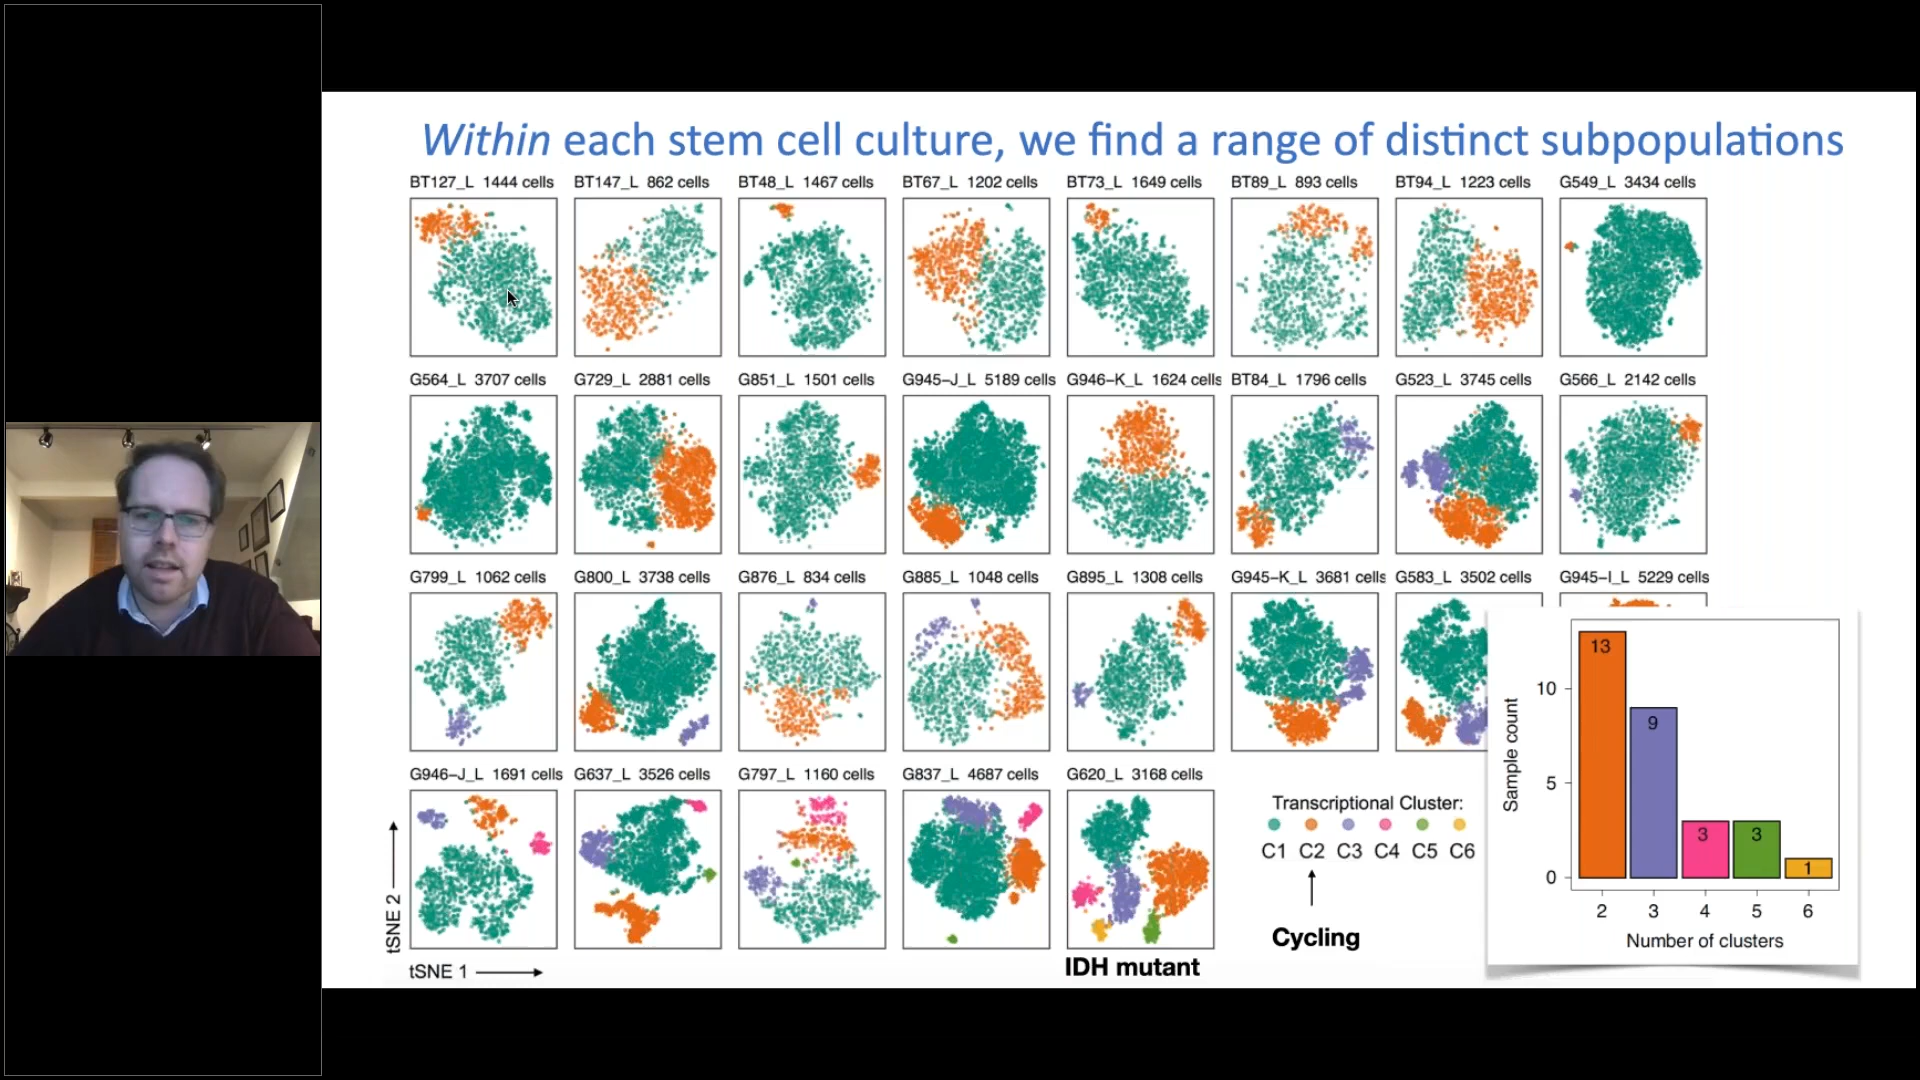 Within each stem cell culture, we find a range of distinct subpopulations
BT127_L 1444 cells
BT147_L 862 cells
BT48_L 1467 cells
BT67_L 1202 cells
BT73_L 1649 cells
BT89_L 893 cells
BT94_L 1223 cells
G549_L 3434 cells
G564_L 3707 cells
G729_L 2881 cells
G851_L 1501 cells
G945−J_L 5189 cells
G946−K_L 1624 cells
BT84_L 1796 cells
G523_L 3745 cells
G566_L 2142 cells
G799_L 1062 cells
G800_L 3738 cells
G876_L 834 cells
G885_L 1048 cells
G895_L 1308 cells
G945−K_L 3681 cells
G583_L 3502 cells
G945−I_L 5229 cells
G946−J_L 1691 cells
G637_L 3526 cells
G797_L 1160 cells
G837_L 4687 cells
G620_L 3168 cells
tSNE 2
tSNE 1
IDH mutant
Transcriptional Cluster:
C1 C2 C3 C4 C5 C6
Cycling
Sample count
10
5
0
13
9
3
3
1
2 3 4 5 6
Number of clusters